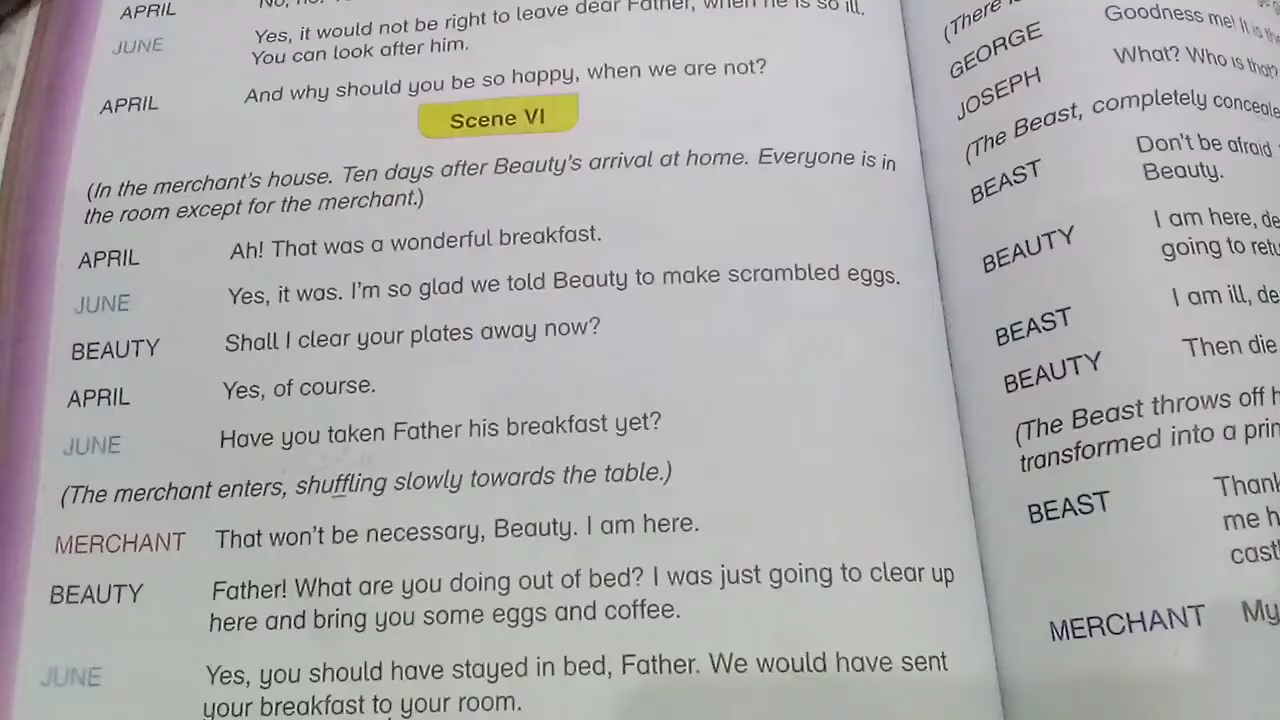 APRIL No, no.
JUNE Yes, it would not be right to leave dear Father, when he is so ill.
You can look after him.
APRIL And why should you be so happy, when we are not?
Scene VI
(In the merchant's house. Ten days after Beauty's arrival at home. Everyone is in
the room except for the merchant.)
APRIL Ah! That was a wonderful breakfast.
JUNE Yes, it was. I'm so glad we told Beauty to make scrambled eggs.
BEAUTY Shall I clear your plates away now?
APRIL Yes, of course.
JUNE Have you taken Father his breakfast yet?
(The merchant enters, shuffling slowly towards the table.)
MERCHANT That won't be necessary, Beauty. I am here.
BEAUTY Father! What are you doing out of bed? I was just going to clear up
here and bring you some eggs and coffee.
JUNE Yes, you should have stayed in bed, Father. We would have sent
your breakfast to your room.
(There
GEORGE Goodness me! It is
JOSEPH What? Who is that?
(The Beast, completely
BEAST Don't be afraid
Beauty.
BEAUTY I am here,
going to
BEAST I am ill,
BEAUTY Then die
(The Beast throws off
transformed into a
BEAST
me
MERCHANT My